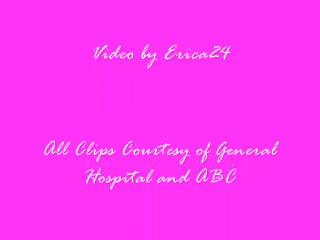 Video by Erica24
All Clips Courtesy of General
Hospital and ABC